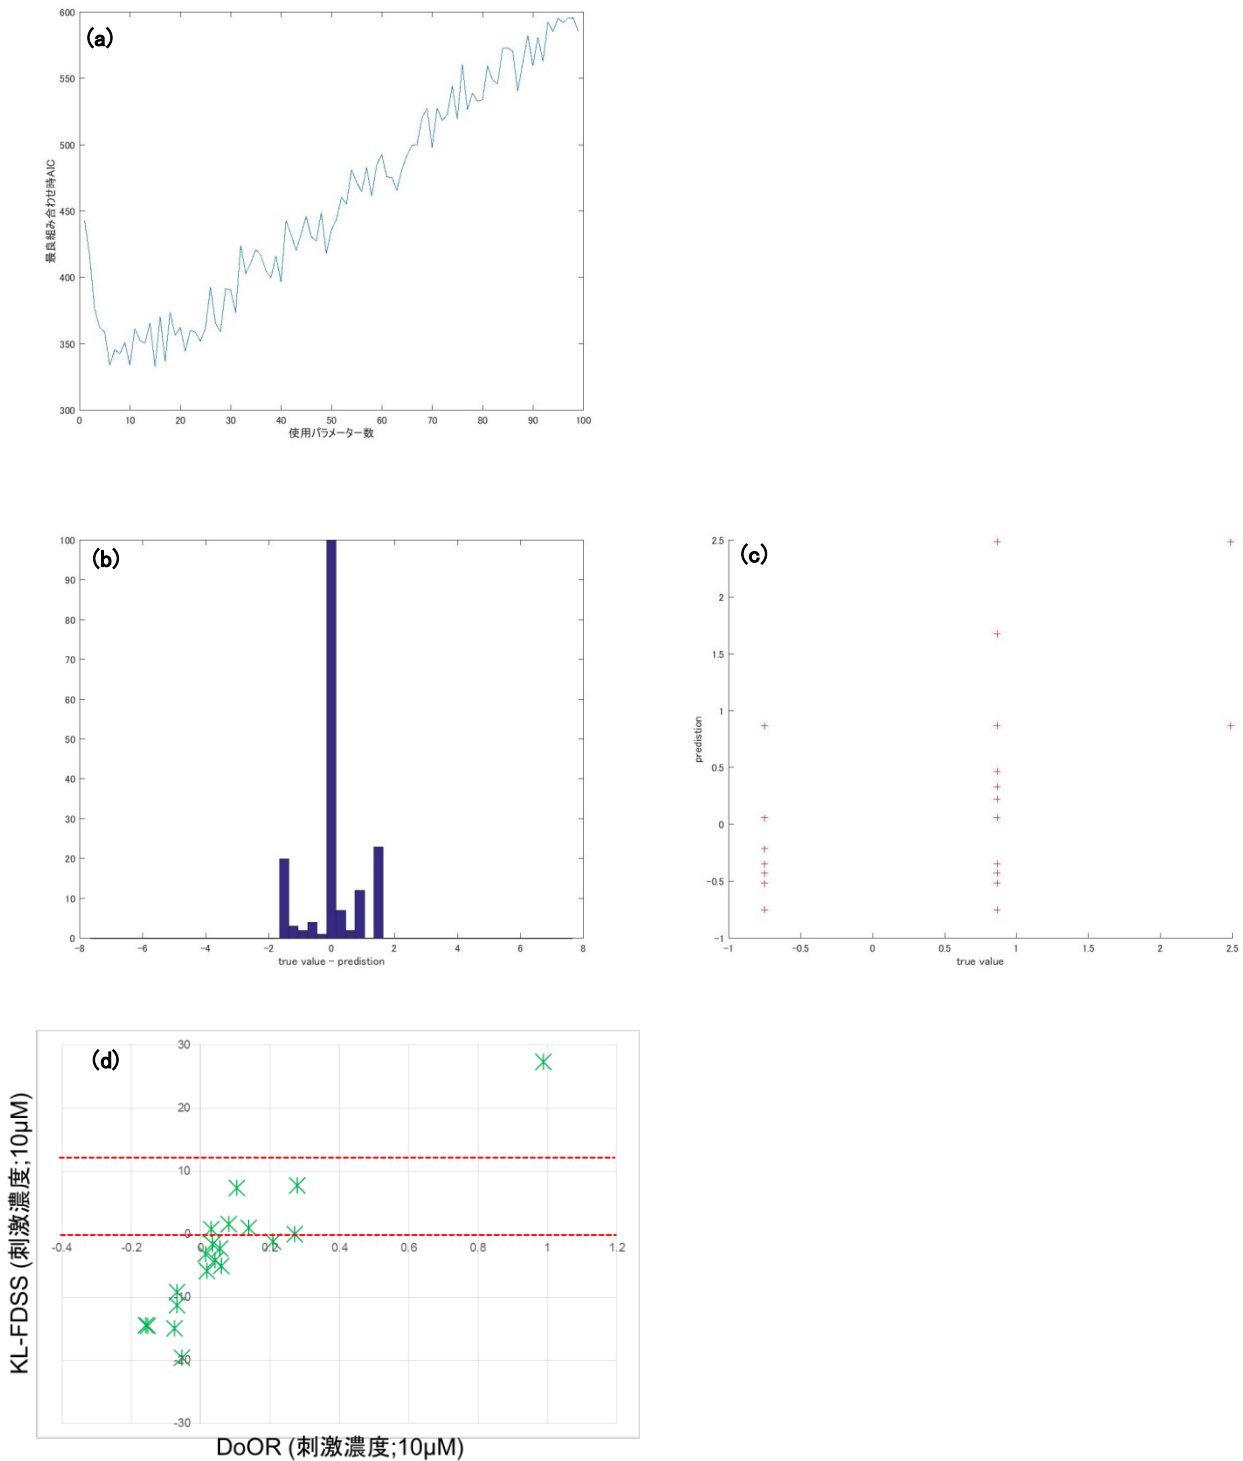 (a)
600
550
500
450
400
350
300
最良組み合わせ時AIC
0 10 20 30 40 50 60 70 80 90 100
使用パラメーター数
(b)
100
90
80
70
60
50
40
30
20
10
0
-8 -6 -4 -2 0 2 4 6 8
true value - predistion
(c)
2.5
2
1.5
1
0.5
0
-0.5
-1
predistion
-1 -0.5 0 0.5 1 1.5 2 2.5
true value
(d)
30
20
10
0
-0.4 -0.2 0 0.2 0.4 0.6 0.8 1 1.2
-10
-20
-30
KL-FDSS (刺激濃度;10μM)
DoOR (刺激濃度;10μM)